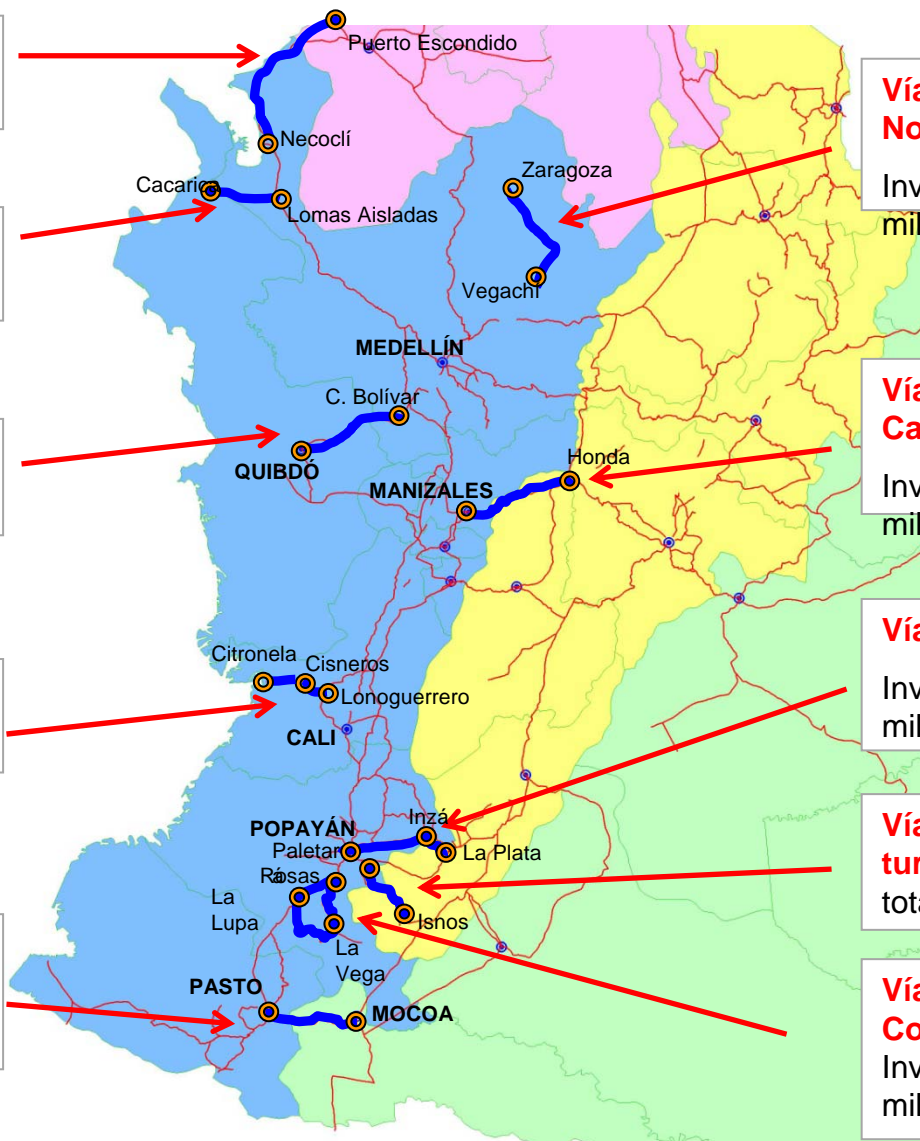 Puerto Escondido
Necoclí
Cacarica
Lomas Aisladas
Zaragoza
Vegachí
MEDELLÍN
C. Bolívar
QUIBDÓ
Honda
MANIZALES
Citronela
Cisneros
Lonoguerrero
CALI
POPAYÁN
Inzá
Paletará
La Plata
Rosas
La
Lupa
Isnos
La
Vega
PASTO
MOCOA
Vía
No
Inv
mil
Vía
Ca
Inv
mil
Vía
Inv
mil
Vía
tur
tota
Vía
Co
Inv
mil